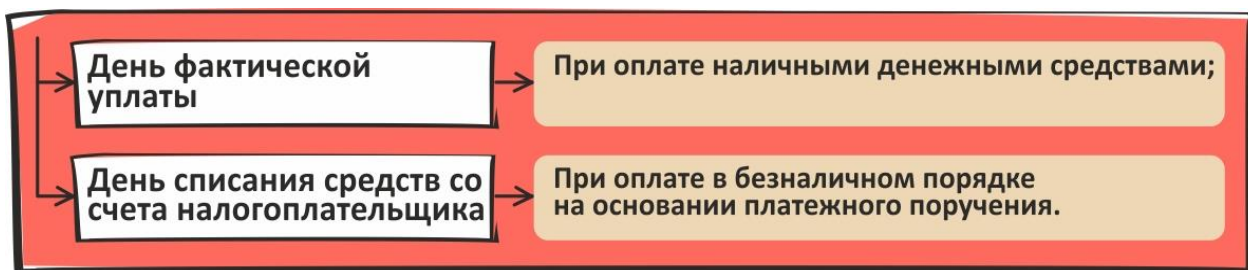 День фактической
уплаты
При оплате наличными денежными средствами;
День списания средств со
счета налогоплательщика
При оплате в безналичном порядке
на основании платежного поручения.